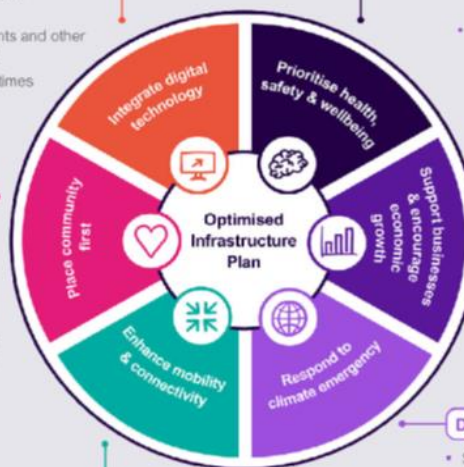 nts and other
times
Integrate digital
technology
Prioritise health,
safety & wellbeing
Support businesses
& encourage
economic
growth
Respond to
climate emergency
Enhance mobility
& connectivity
Place community
first
Optimised
Infrastructure
Plan
D